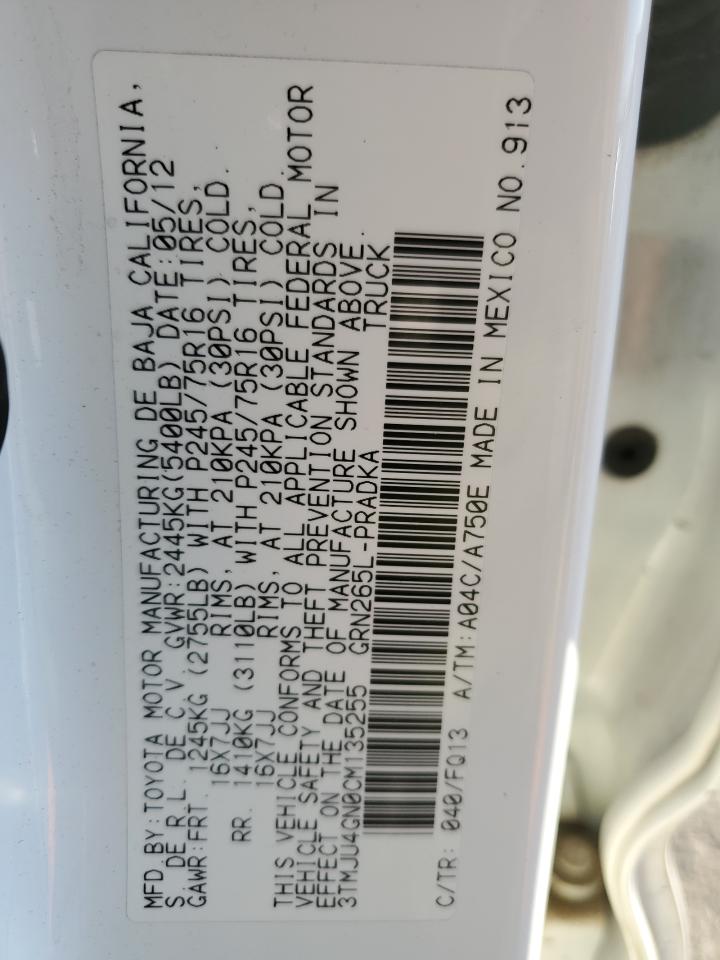 MFD.BY:TOYOTA MOTOR MANUFACTURING DE BAJA CALIFORNIA,
S. DE R.L. DE C.V. GVWR:2445KG(5400LB) DATE:05/12
GAWR:FRT. 1245KG (2755LB) WITH P245/75R16 TIRES,
16X7JJ RIMS, AT 210KPA (30PSI) COLD.
RR. 1410KG (3110LB) WITH P245/75R16 TIRES,
16X7JJ RIMS, AT 210KPA (30PSI) COLD.
THIS VEHICLE CONFORMS TO ALL APPLICABLE FEDERAL MOTOR
VEHICLE SAFETY AND THEFT PREVENTION STANDARDS IN
EFFECT ON THE DATE OF MANUFACTURE SHOWN ABOVE.
3TMJU4GN0CM135255 GRN265L-PRADKA TRUCK
C/TR: 040/FQ13 A/TM:A04C/A750E MADE IN MEXICO NO.913